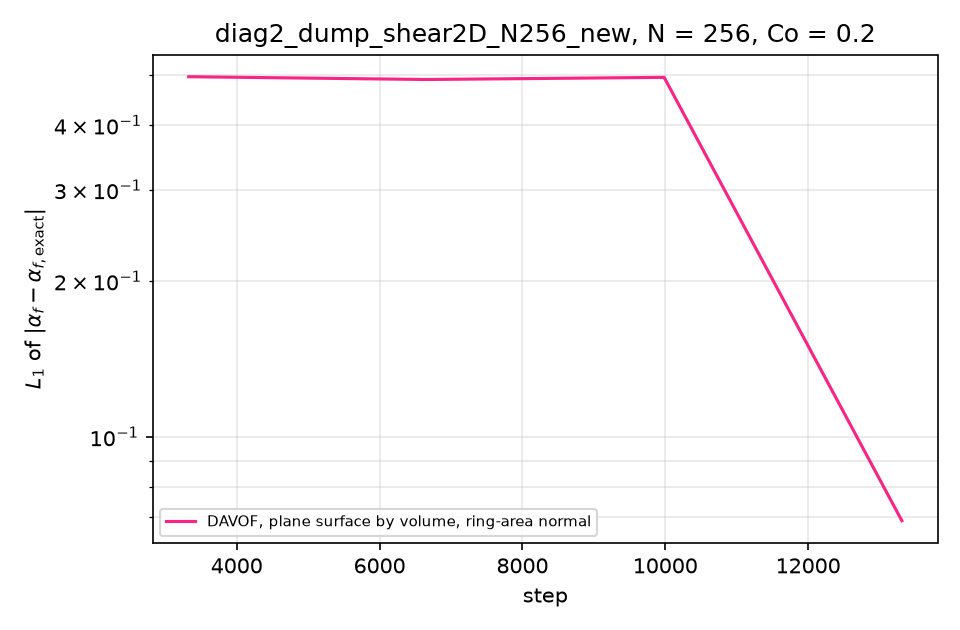 diag2_dump_shear2D_N256_new, N = 256, Co = 0.2
L₁ of |α_f − α_{f,exact}|
4 × 10⁻¹
3 × 10⁻¹
2 × 10⁻¹
10⁻¹
DAVOF, plane surface by volume, ring-area normal
4000 6000 8000 10000 12000
step